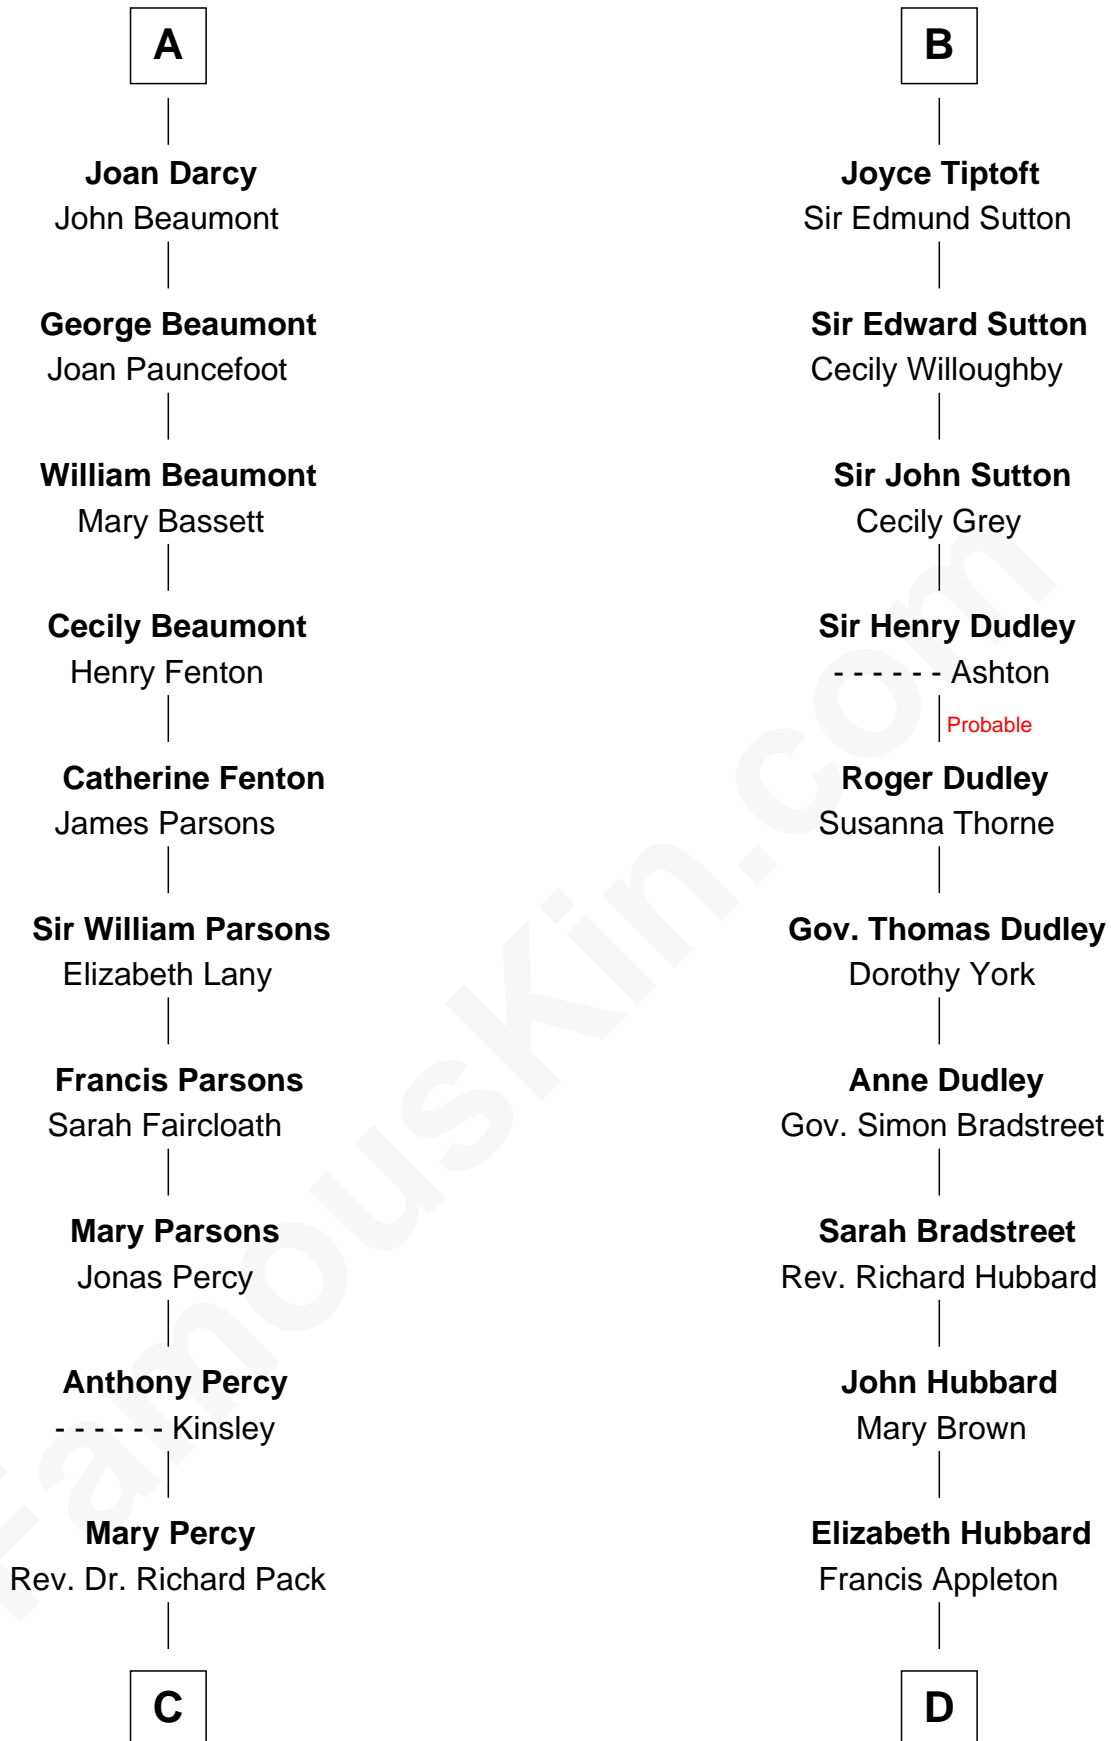 A
Joan Darcy
John Beaumont
George Beaumont
Joan Pauncefoot
William Beaumont
Mary Bassett
Cecily Beaumont
Henry Fenton
Catherine Fenton
James Parsons
Sir William Parsons
Elizabeth Lany
Francis Parsons
Sarah Faircloath
Mary Parsons
Jonas Percy
Anthony Percy
- - - - - - Kinsley
Mary Percy
Rev. Dr. Richard Pack
C
B
Joyce Tiptoft
Sir Edmund Sutton
Sir Edward Sutton
Cecily Willoughby
Sir John Sutton
Cecily Grey
Sir Henry Dudley
- - - - - - Ashton
Probable
Roger Dudley
Susanna Thorne
Gov. Thomas Dudley
Dorothy York
Anne Dudley
Gov. Simon Bradstreet
Sarah Bradstreet
Rev. Richard Hubbard
John Hubbard
Mary Brown
Elizabeth Hubbard
Francis Appleton
D
FamousKin.com